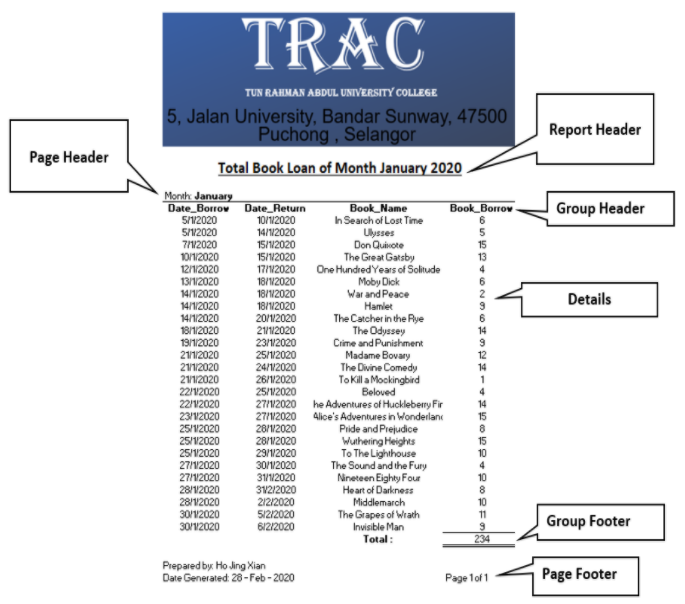 TRAC
TUN RAHMAN ABDUL UNIVERSITY COLLEGE
5, Jalan University, Bandar Sunway, 47500
Puchong , Selangor
Report Header
Page Header
Total Book Loan of Month January 2020
Month: January
Group Header
Date_Borrow Date_Return Book_Name Book_Borrow
5/1/2020 10/1/2020 In Search of Lost Time 6
5/1/2020 14/1/2020 Ulysses 5
7/1/2020 15/1/2020 Don Quixote 15
10/1/2020 15/1/2020 The Great Gatsby 13
12/1/2020 17/1/2020 One Hundred Years of Solitude 4
13/1/2020 18/1/2020 Moby Dick 6
14/1/2020 18/1/2020 War and Peace 2
Details
14/1/2020 18/1/2020 Hamlet 9
14/1/2020 20/1/2020 The Catcher in the Rye 6
18/1/2020 21/1/2020 The Odyssey 14
19/1/2020 23/1/2020 Crime and Punishment 9
21/1/2020 25/1/2020 Madame Bovary 12
21/1/2020 24/1/2020 The Divine Comedy 14
21/1/2020 26/1/2020 To Kill a Mockingbird 1
22/1/2020 25/1/2020 Beloved 4
22/1/2020 27/1/2020 he Adventures of Huckleberry Fir 14
23/1/2020 27/1/2020 Alice's Adventures in Wonderland 15
25/1/2020 28/1/2020 Pride and Prejudice 8
25/1/2020 28/1/2020 Wuthering Heights 15
25/1/2020 29/1/2020 To The Lighthouse 10
27/1/2020 30/1/2020 The Sound and the Fury 4
27/1/2020 31/1/2020 Nineteen Eighty Four 10
28/1/2020 31/2/2020 Heart of Darkness 8
28/1/2020 2/2/2020 Middlemarch 10
30/1/2020 5/2/2020 The Grapes of Wrath 11
30/1/2020 6/2/2020 Invisible Man 9
Group Footer
Total : 234
Prepared by: Ho Jing Xian
Date Generated: 28 - Feb - 2020 Page 1 of 1
Page Footer